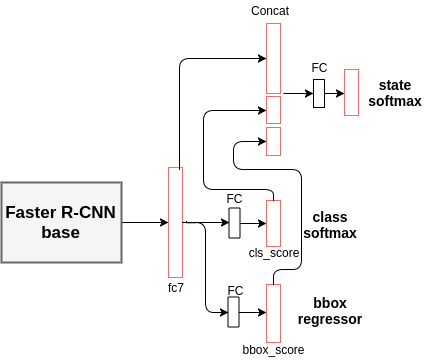 Concat
FC
state
softmax
Faster R-CNN
base
FC
class
softmax
cls_score
fc7
FC
bbox
regressor
bbox_score